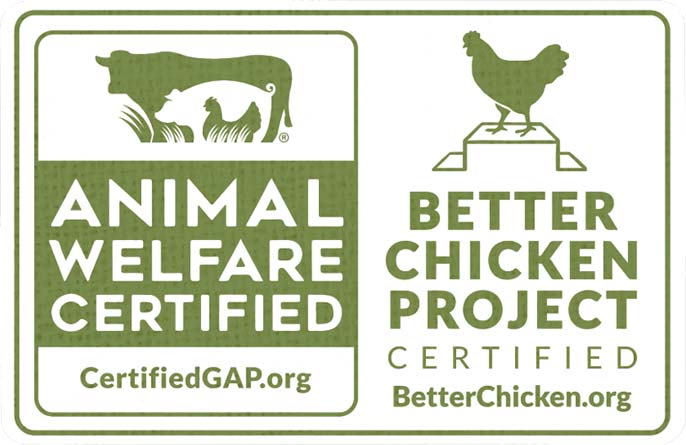 ®
ANIMAL
WELFARE
CERTIFIED
CertifiedGAP.org
BETTER
CHICKEN
PROJECT
CERTIFIED
BetterChicken.org